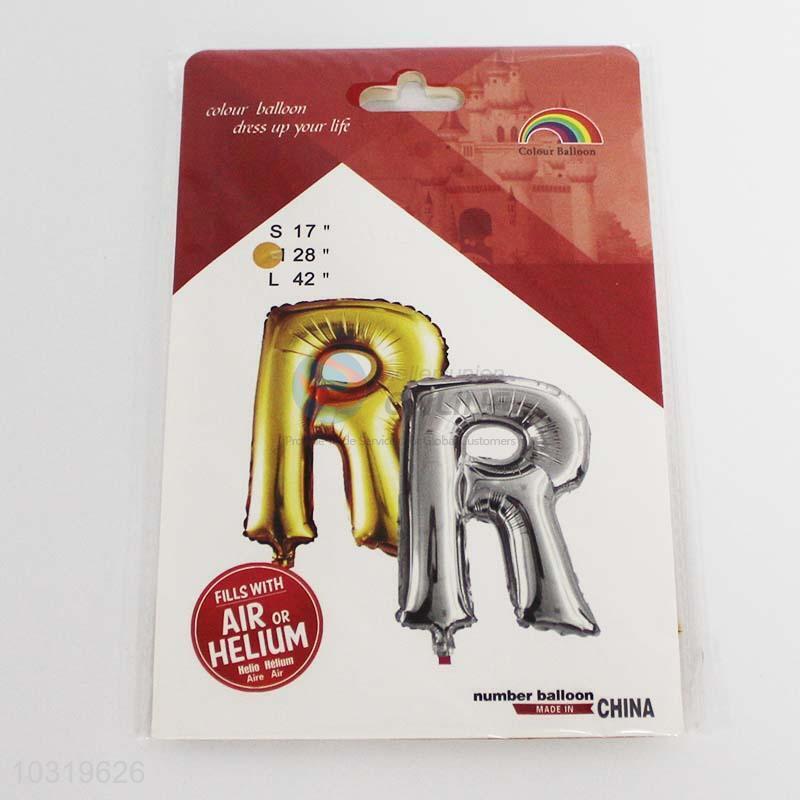 colour balloon
dress up your life
Colour Balloon
S 17 "
28 "
L 42 "
R
R
FILLS WITH
AIR OR
HELIUM
Helio Hélium
Aire Air
number balloon
MADE IN CHINA
10319626